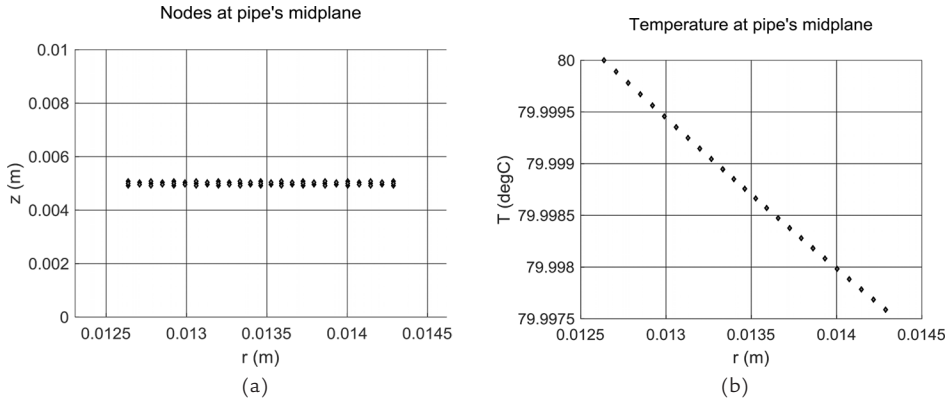 Nodes at pipe's midplane
0.01
0.008
0.006
0.004
0.002
0
z (m)
0.0125 0.013 0.0135 0.014 0.0145
r (m)
(a)
Temperature at pipe's midplane
80
79.9995
79.999
79.9985
79.998
79.9975
T (degC)
0.0125 0.013 0.0135 0.014 0.0145
r (m)
(b)